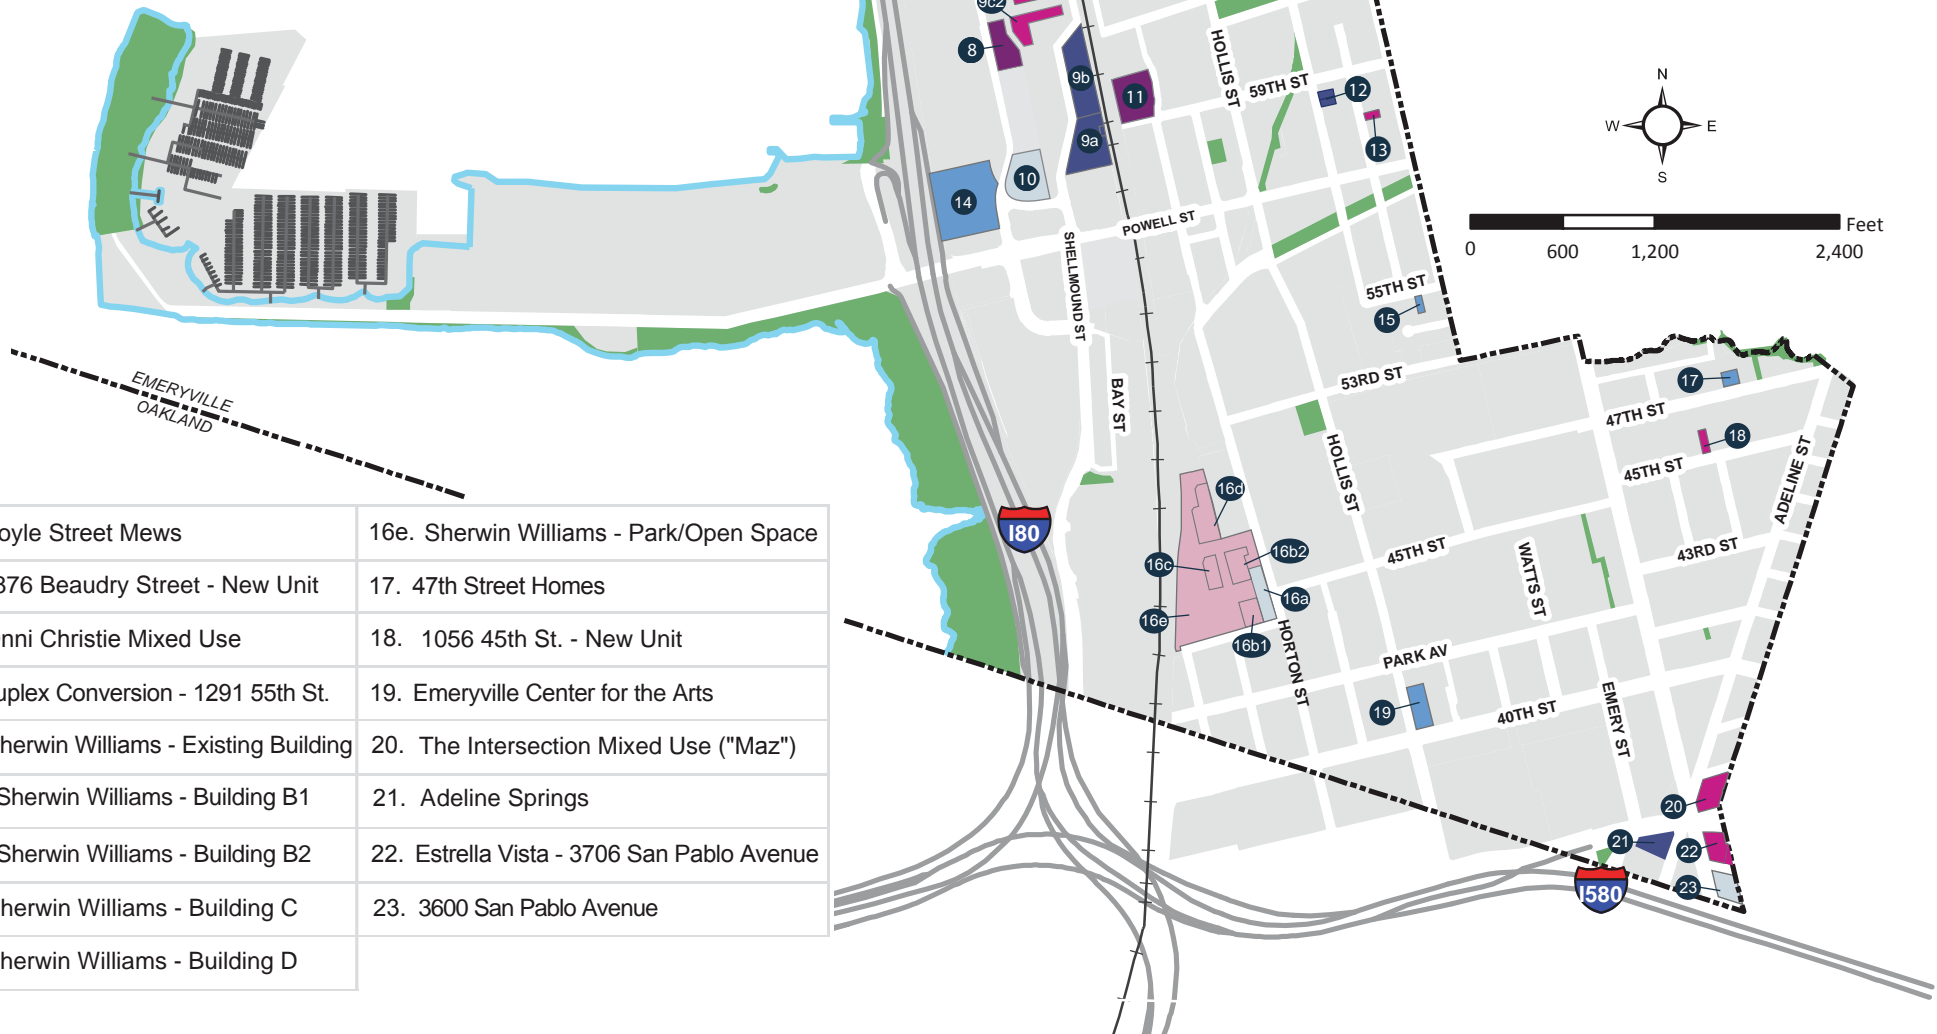 9c2
8
9b
11
9a
10
14
12
13
15
HOLLIS ST
59TH ST
POWELL ST
SHELLMOUND ST
55TH ST
53RD ST
BAY ST
HOLLIS ST
N
W
E
S
Feet
0
600
1,200
2,400
EMERYVILLE
OAKLAND
17
47TH ST
18
45TH ST
ADELINE ST
43RD ST
I80
16d
16b2
16c
16a
16e
16b1
45TH ST
WATTS ST
HORTON ST
PARK AV
19
40TH ST
EMERY ST
20
21
22
23
I580
oyle Street Mews
376 Beaudry Street - New Unit
nni Christie Mixed Use
uplex Conversion - 1291 55th St.
herwin Williams - Existing Building
Sherwin Williams - Building B1
Sherwin Williams - Building B2
herwin Williams - Building C
herwin Williams - Building D
16e. Sherwin Williams - Park/Open Space
17. 47th Street Homes
18. 1056 45th St. - New Unit
19. Emeryville Center for the Arts
20. The Intersection Mixed Use ("Maz")
21. Adeline Springs
22. Estrella Vista - 3706 San Pablo Avenue
23. 3600 San Pablo Avenue